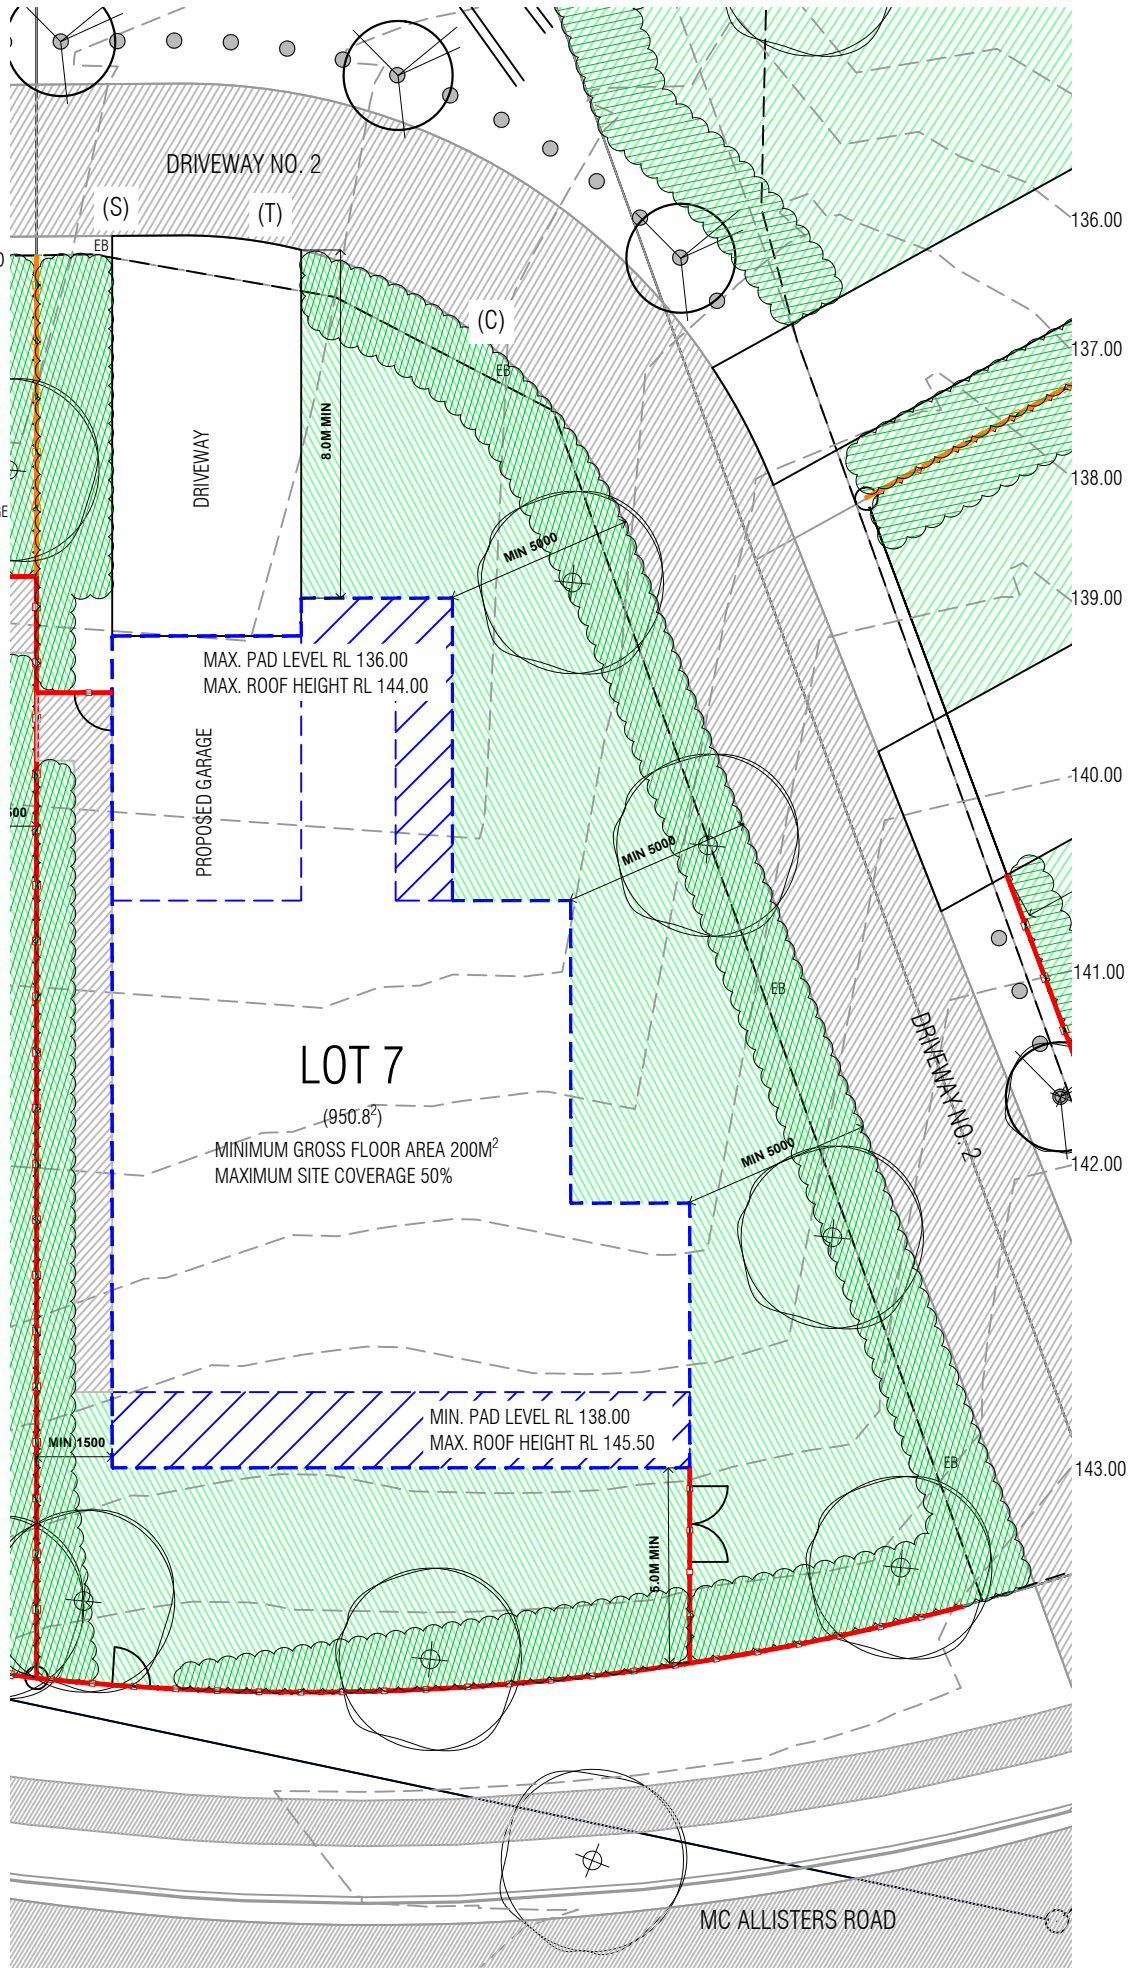 DRIVEWAY NO. 2
(S)
(T)
EB
136.00
(C)
137.00
EB
8.0M MIN
DRIVEWAY
138.00
MIN 5000
139.00
MAX. PAD LEVEL RL 136.00
MAX. ROOF HEIGHT RL 144.00
PROPOSED GARAGE
140.00
MIN 5000
141.00
EB
DRIVEWAY NO. 2
LOT 7
(950.8²)
MINIMUM GROSS FLOOR AREA 200M²
MAXIMUM SITE COVERAGE 50%
MIN 5000
142.00
MIN. PAD LEVEL RL 138.00
MAX. ROOF HEIGHT RL 145.50
MIN 1500
EB
143.00
5.0M MIN
MC ALLISTERS ROAD